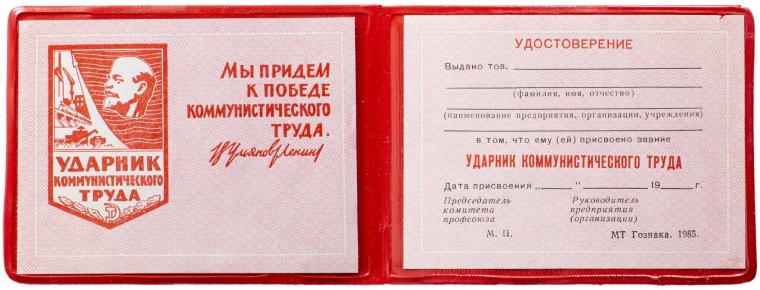 УДАРНИК
КОММУНИСТИЧЕСКОГО
ТРУДА
МЫ ПРИДЕМ
К ПОБЕДЕ
КОММУНИСТИЧЕСКОГО
ТРУДА.
В Ульянов (Ленин)
УДОСТОВЕРЕНИЕ
Выдано тов.
(фамилия, имя, отчество)
(наименование предприятия, организации, учреждения)
в том, что ему (ей) присвоено звание
УДАРНИК КОММУНИСТИЧЕСКОГО ТРУДА
Дата присвоения „ “ 19 г.
Председатель Руководитель
комитета предприятия
профсоюза (организации)
М. П. МТ Гознака. 1985.